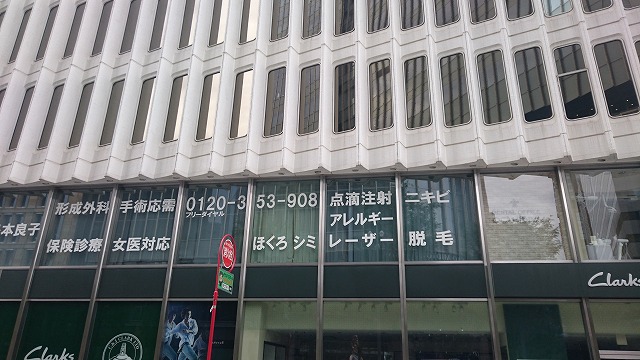 形成外科 手術応需 0120-353-908 点滴注射 ニキビ
フリーダイヤル アレルギー
本良子 保険診療 女医対応 ほくろ シミ レーザー 脱毛
Clarks
Clarks